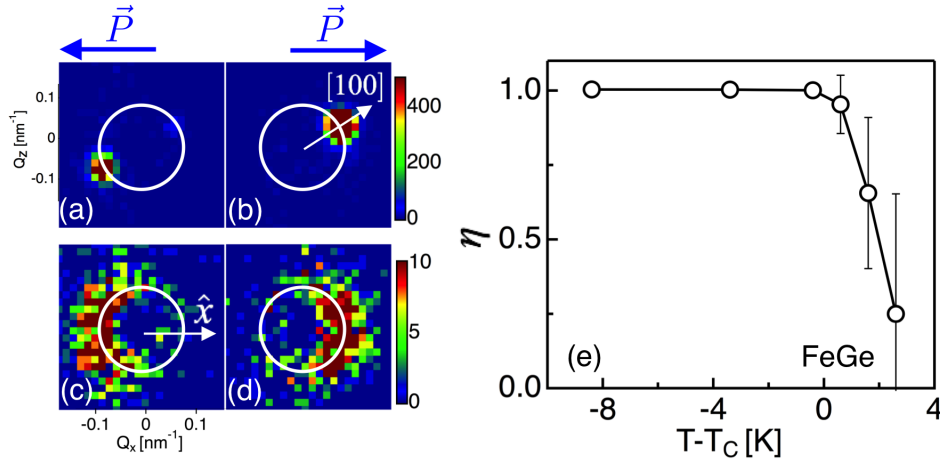 P P
[100]
0.1
0
-0.1
Q_z [nm⁻¹]
(a) (b)
400
200
0
x̂
(c) (d)
10
5
0
-0.1 0 0.1
Q_x [nm⁻¹]
1.0
0.5
0.0
η
(e) FeGe
-8 -4 0 4
T-T_C [K]